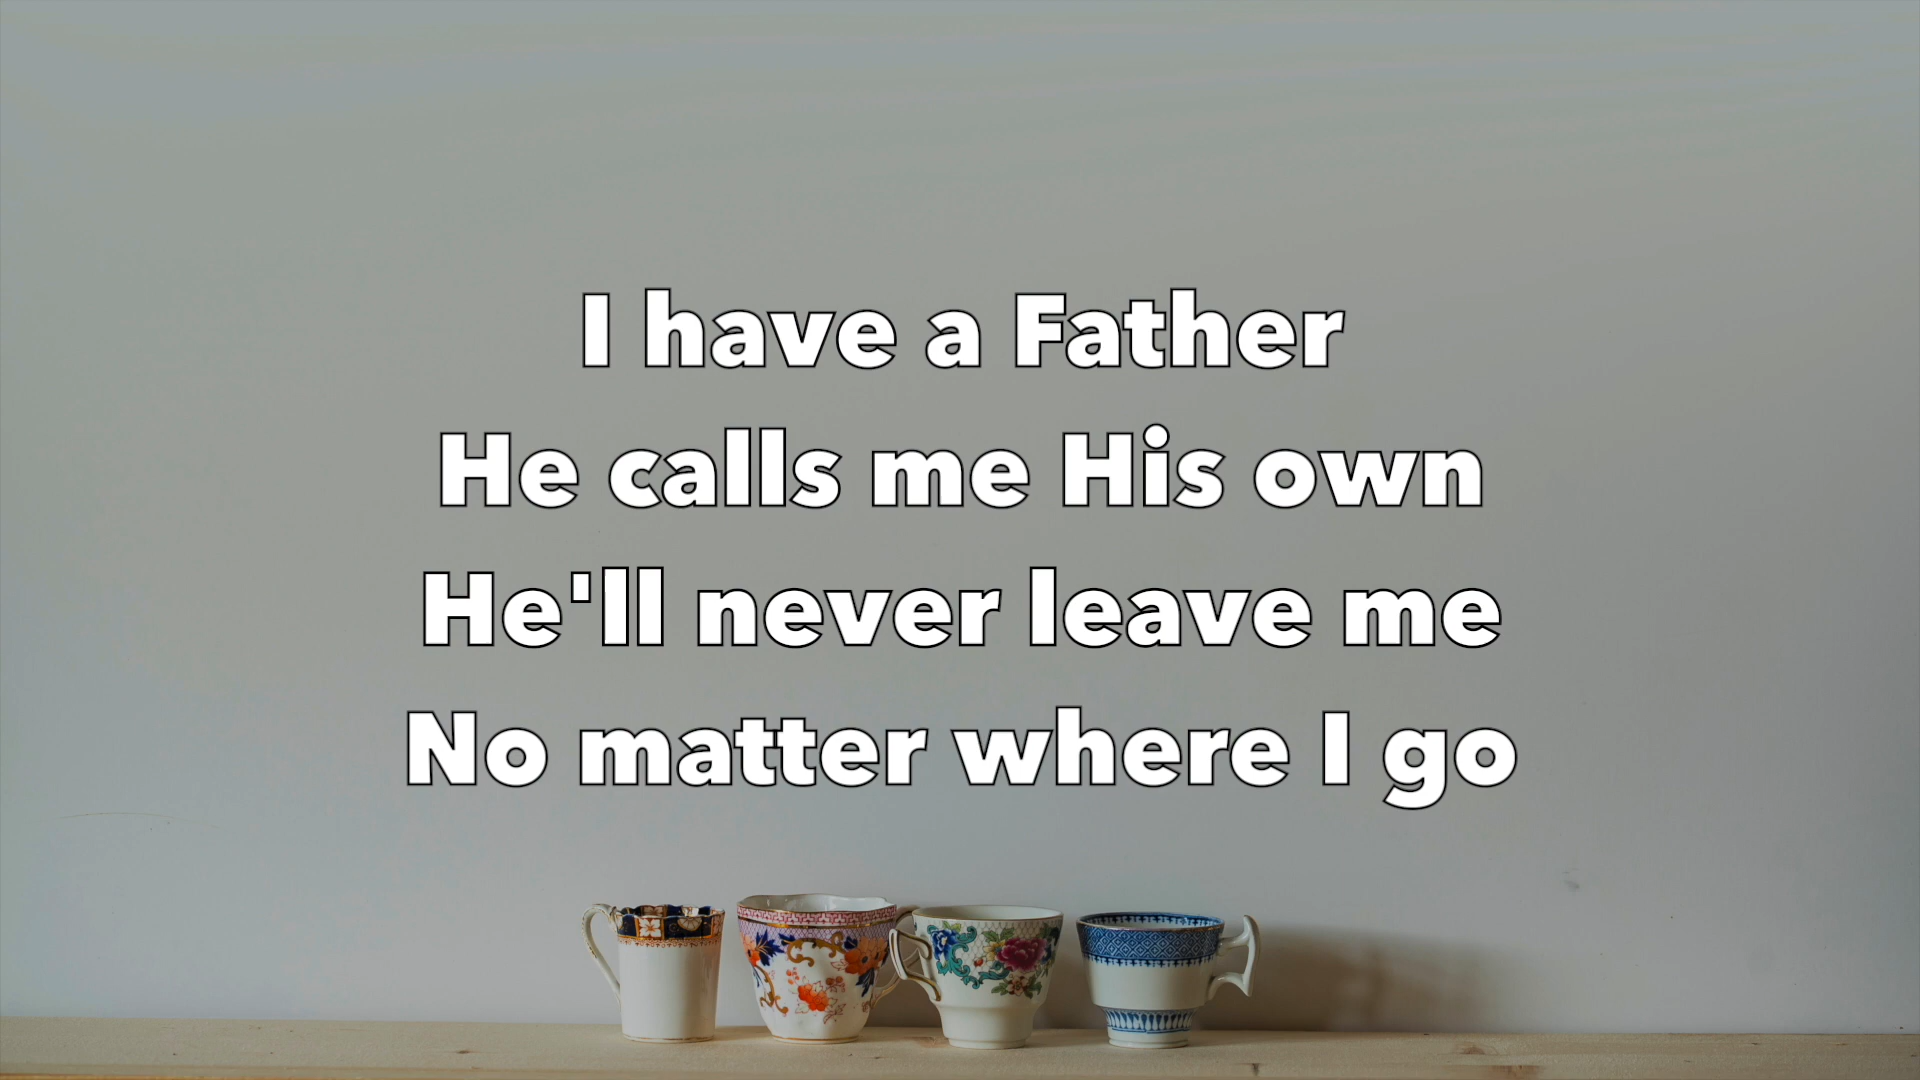 I have a Father
He calls me His own
He'll never leave me
No matter where I go